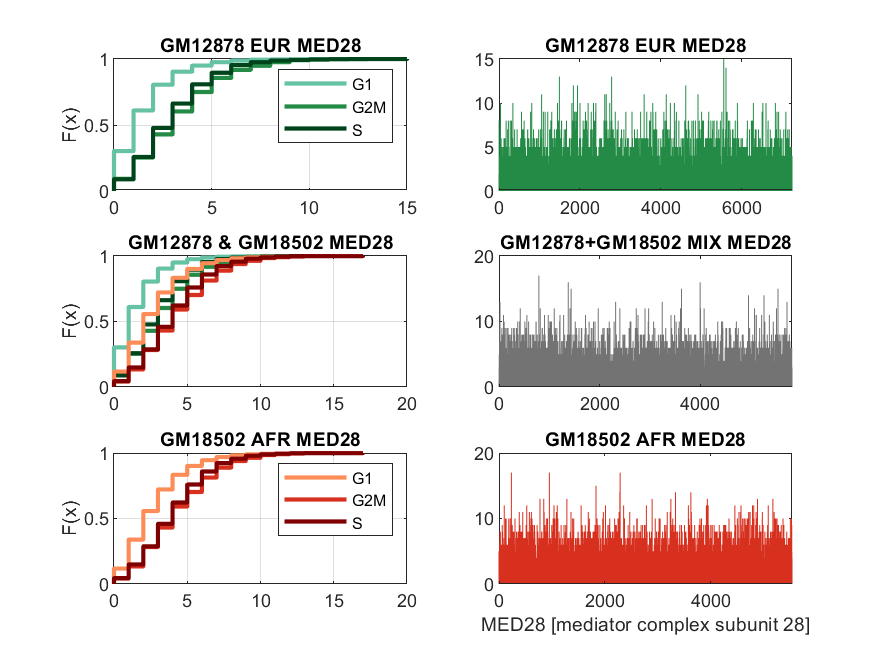 GM12878 EUR MED28
1
0.5
0
F(x)
0 5 10 15
G1
G2M
S
GM12878 EUR MED28
15
10
5
0
0 2000 4000 6000
GM12878 & GM18502 MED28
1
0.5
0
F(x)
0 5 10 15 20
GM12878+GM18502 MIX MED28
20
10
0
0 2000 4000
GM18502 AFR MED28
1
0.5
0
F(x)
0 5 10 15 20
G1
G2M
S
GM18502 AFR MED28
20
10
0
0 2000 4000
MED28 [mediator complex subunit 28]